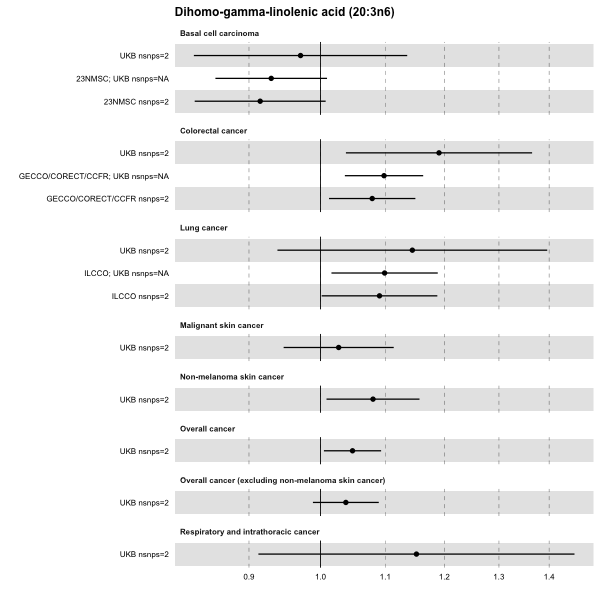 Dihomo-gamma-linolenic acid (20:3n6)
Basal cell carcinoma
UKB nsnps=2
23NMSC; UKB nsnps=NA
23NMSC nsnps=2
Colorectal cancer
UKB nsnps=2
GECCO/CORECT/CCFR; UKB nsnps=NA
GECCO/CORECT/CCFR nsnps=2
Lung cancer
UKB nsnps=2
ILCCO; UKB nsnps=NA
ILCCO nsnps=2
Malignant skin cancer
UKB nsnps=2
Non-melanoma skin cancer
UKB nsnps=2
Overall cancer
UKB nsnps=2
Overall cancer (excluding non-melanoma skin cancer)
UKB nsnps=2
Respiratory and intrathoracic cancer
UKB nsnps=2
0.9 1.0 1.1 1.2 1.3 1.4